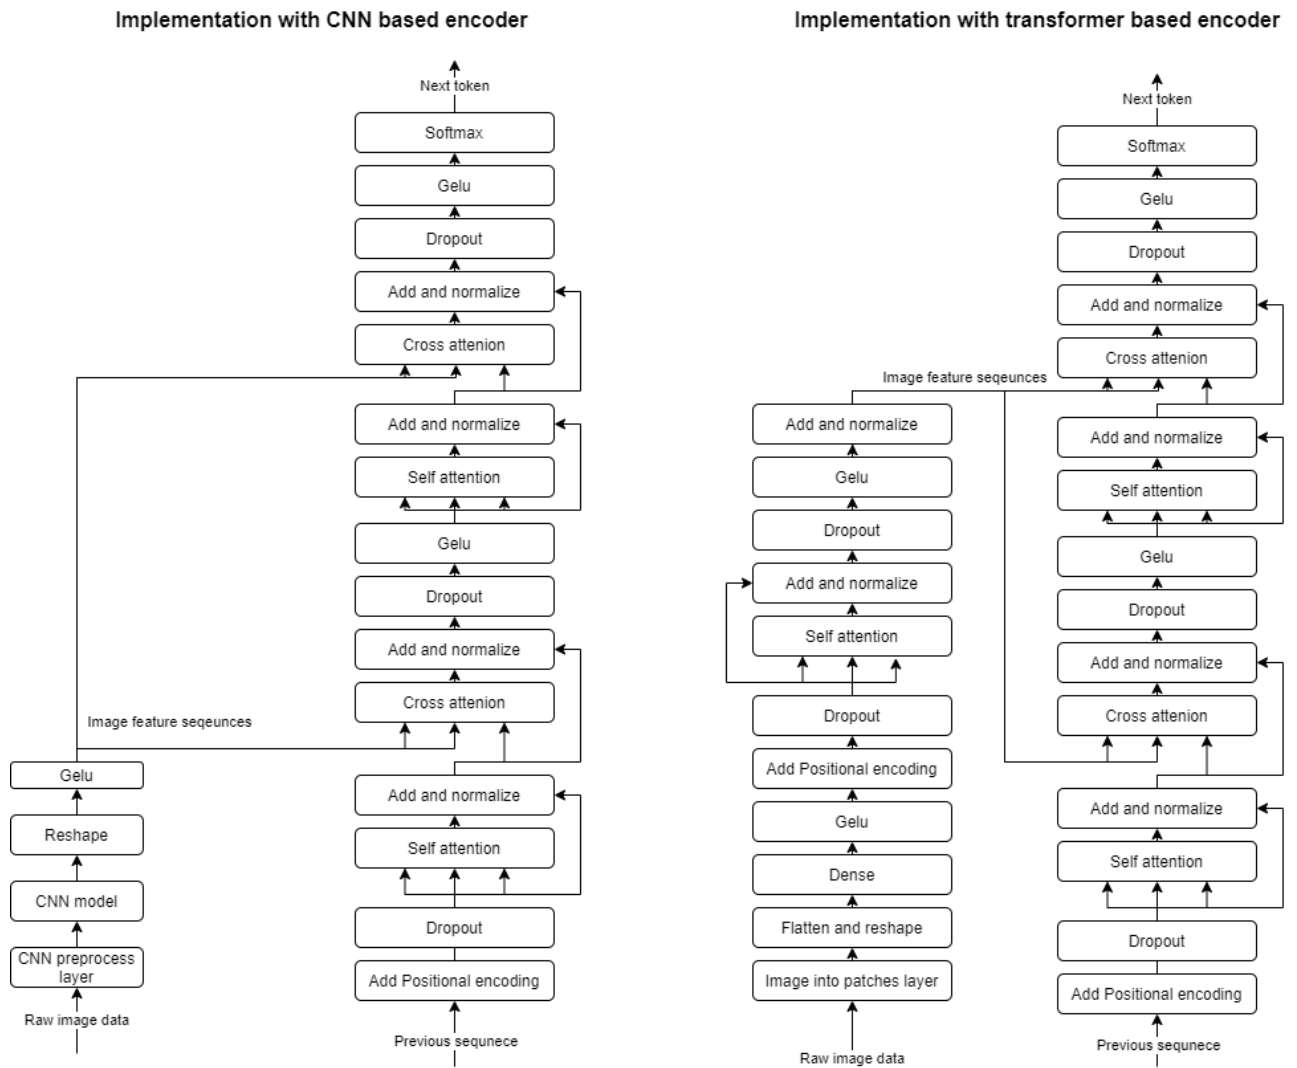 Implementation with CNN based encoder
Next token
Softmax
Gelu
Dropout
Add and normalize
Cross attenion
Add and normalize
Self attention
Gelu
Dropout
Add and normalize
Cross attenion
Image feature seqeunces
Add and normalize
Self attention
Dropout
Add Positional encoding
Previous sequnece
Gelu
Reshape
CNN model
CNN preprocess
layer
Raw image data
Implementation with transformer based encoder
Next token
Softmax
Gelu
Dropout
Add and normalize
Cross attenion
Image feature seqeunces
Add and normalize
Self attention
Gelu
Dropout
Add and normalize
Cross attenion
Add and normalize
Self attention
Dropout
Add Positional encoding
Previous sequnece
Add and normalize
Gelu
Dropout
Add and normalize
Self attention
Dropout
Add Positional encoding
Gelu
Dense
Flatten and reshape
Image into patches layer
Raw image data